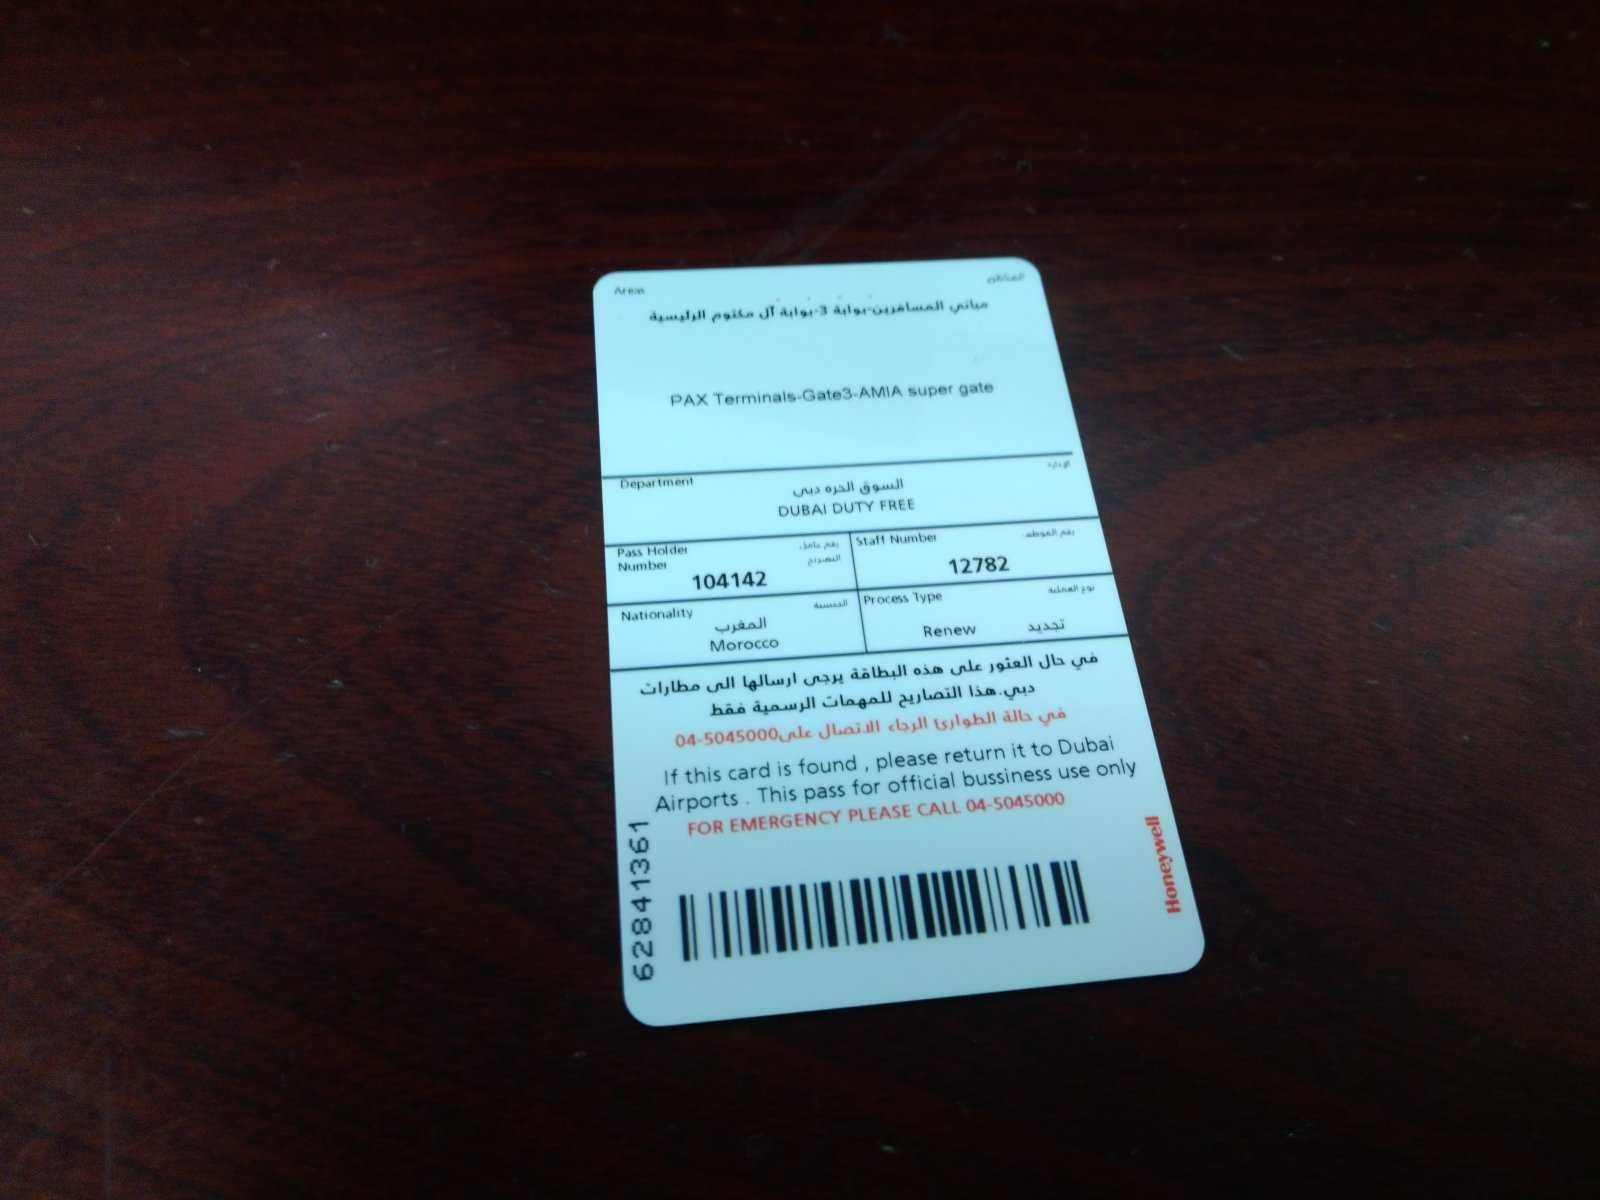 Areas
المناطق
مباني المسافرين-بوابة 3-بوابة آل مكتوم الرئيسية
PAX Terminals-Gate3-AMIA super gate
Department
الإدارة
السوق الحره دبي
DUBAI DUTY FREE
Pass Holder
Number
رقم حامل
التصريح
104142
Staff Number
رقم الموظف
12782
Nationality
الجنسية
المغرب
Morocco
Process Type
نوع العملية
Renew
تجديد
في حال العثور على هذه البطاقة يرجى ارسالها الى مطارات
دبي.هذا التصاريح للمهمات الرسمية فقط
في حالة الطوارئ الرجاء الاتصال على04-5045000
If this card is found , please return it to Dubai
Airports . This pass for official bussiness use only
FOR EMERGENCY PLEASE CALL 04-5045000
62841361
Honeywell